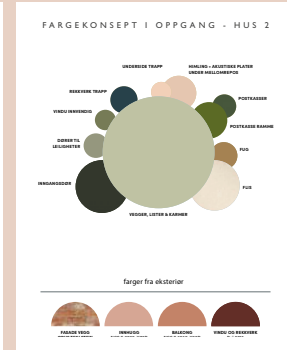 FARGEKONSEPT I OPPGANG - HUS 2
UNDERSIDE TRAPP
HIMLING + AKUSTISKE PLATER
UNDER MELLOMREPOS
REKKVERK TRAPP
POSTKASSER
VINDU INNVENDIG
POSTKASSE RAMME
DØRER TIL
LEILIGHETER
FUG
INNGANGSDØR
FLIS
VEGGER, LISTER & KARMER
farger fra eksteriør
FASADE VEGG
INNHUGG
BALKONG
VINDU OG REKKVERK